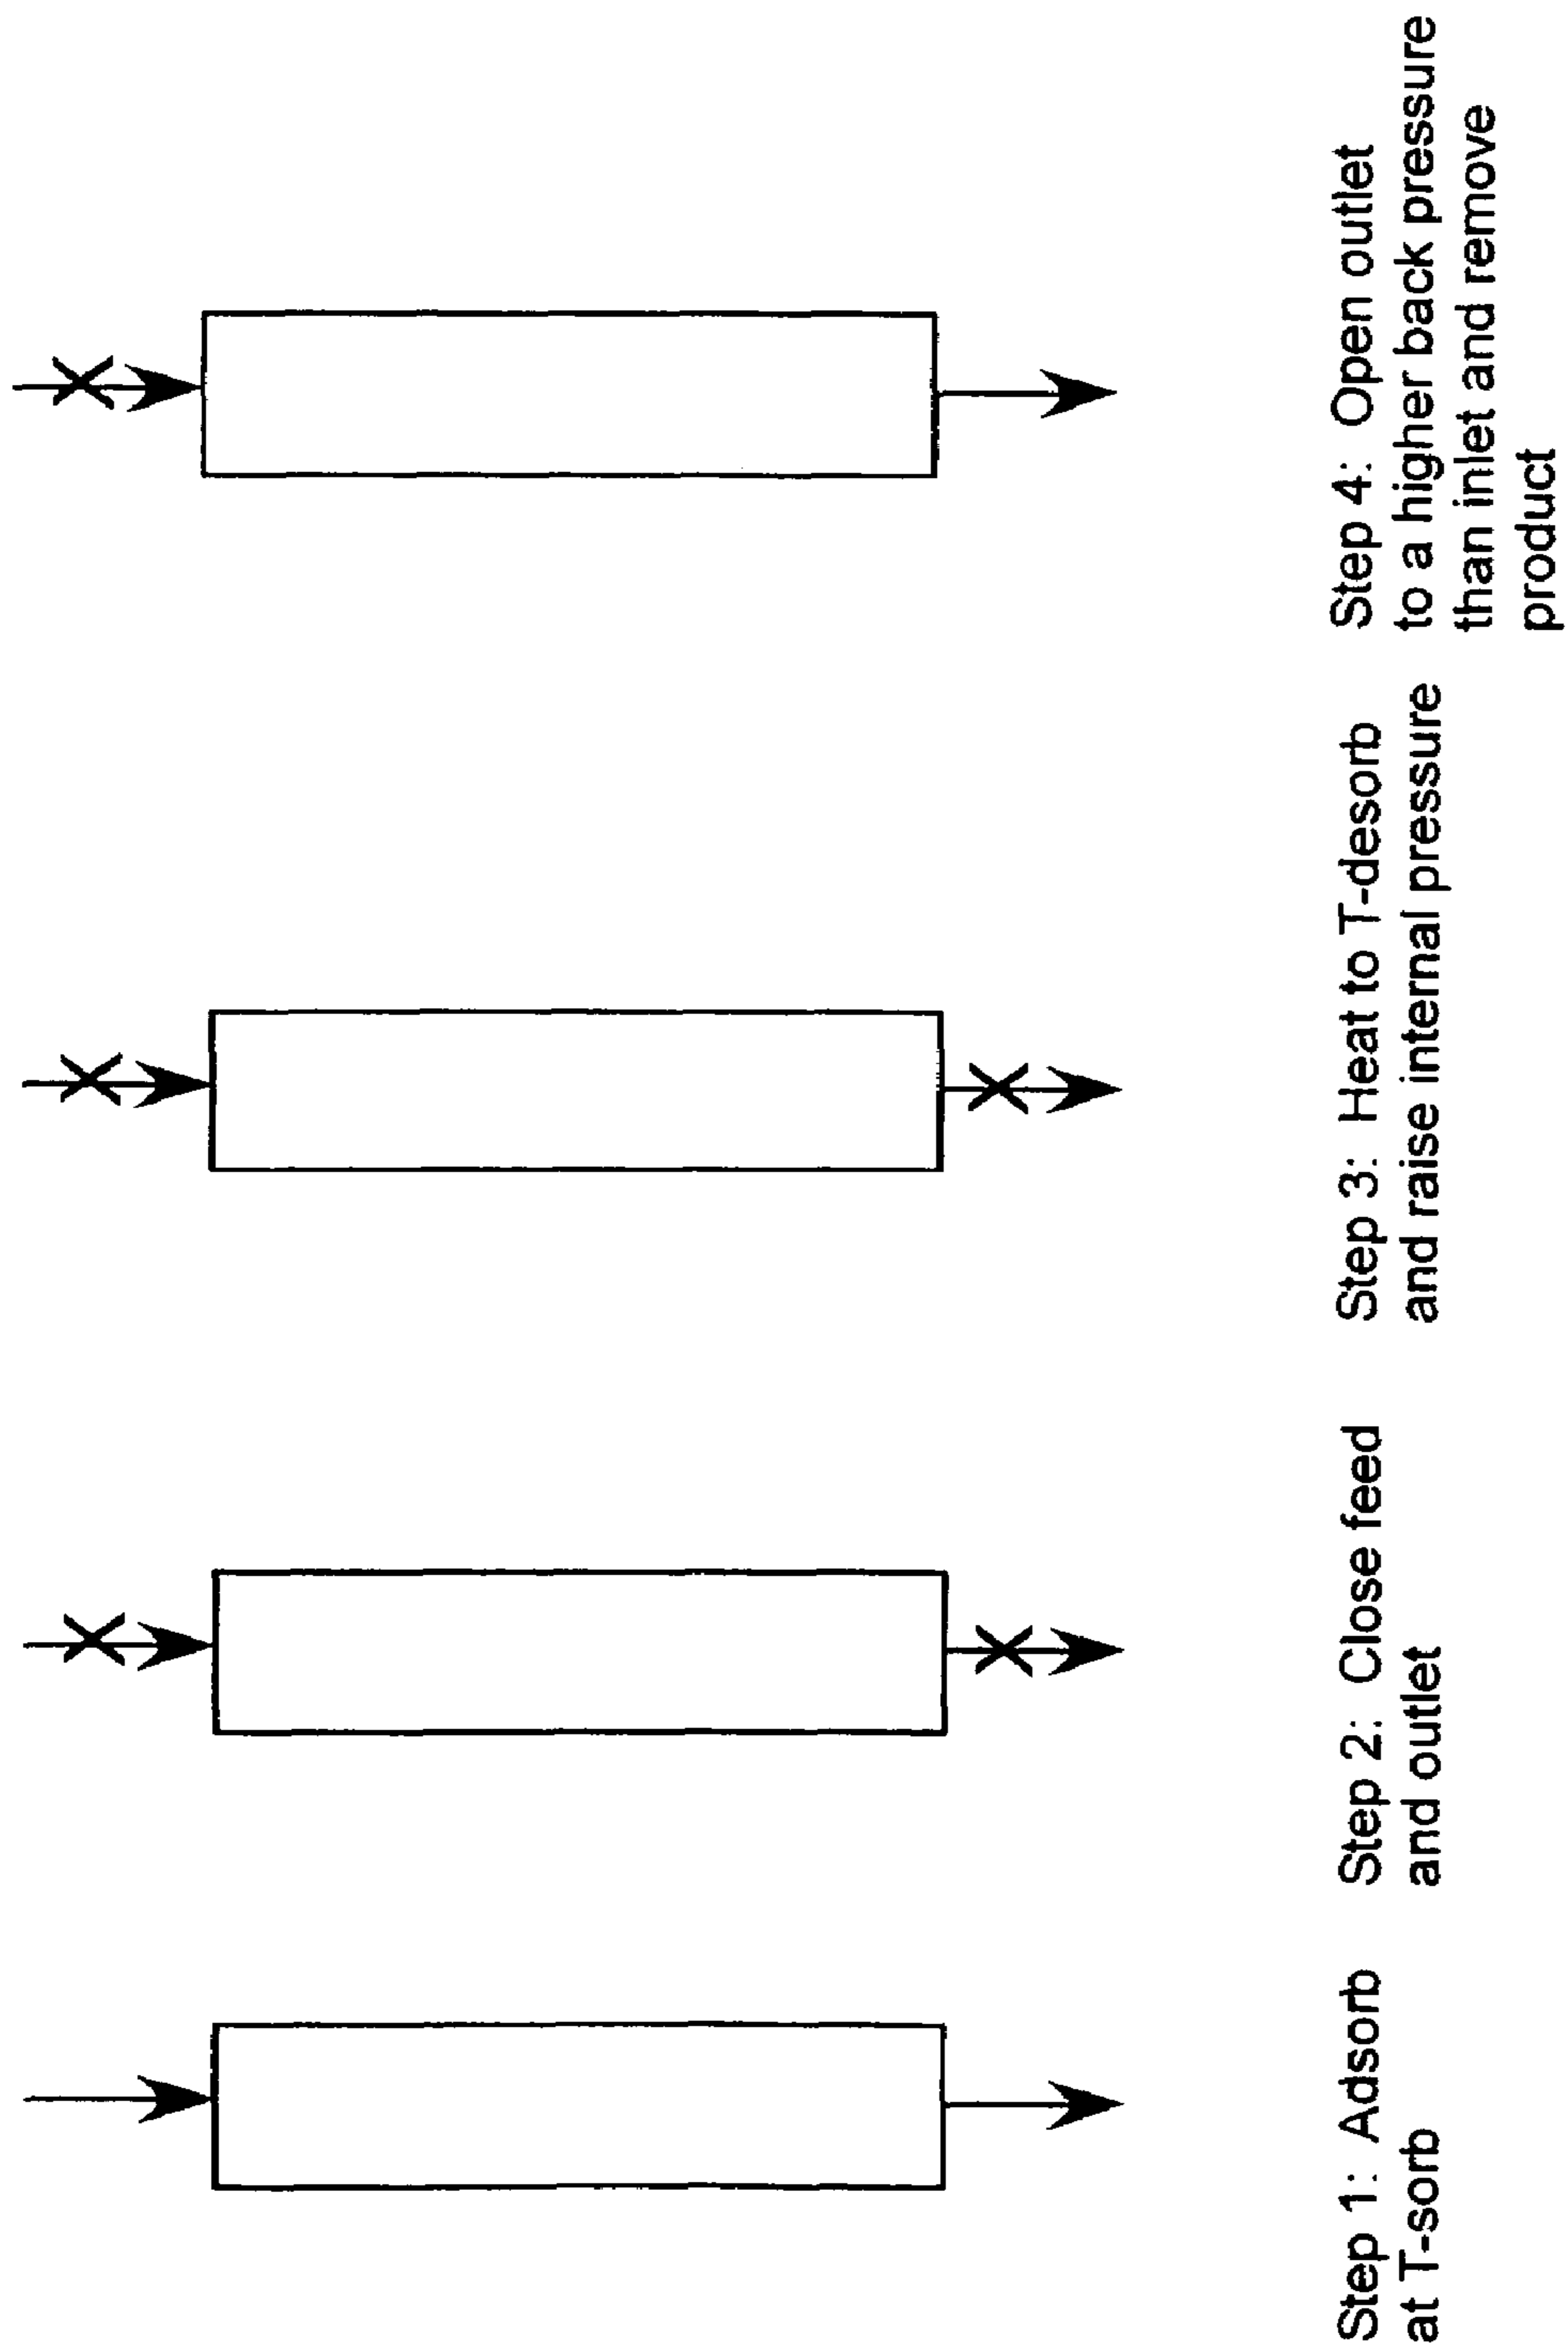 Step 1: Adsorb
at T-sorb
Step 2: Close feed
and outlet
Step 3: Heat to T-desorb
and raise internal pressure
Step 4: Open outlet
to a higher back pressure
than inlet and remove
product